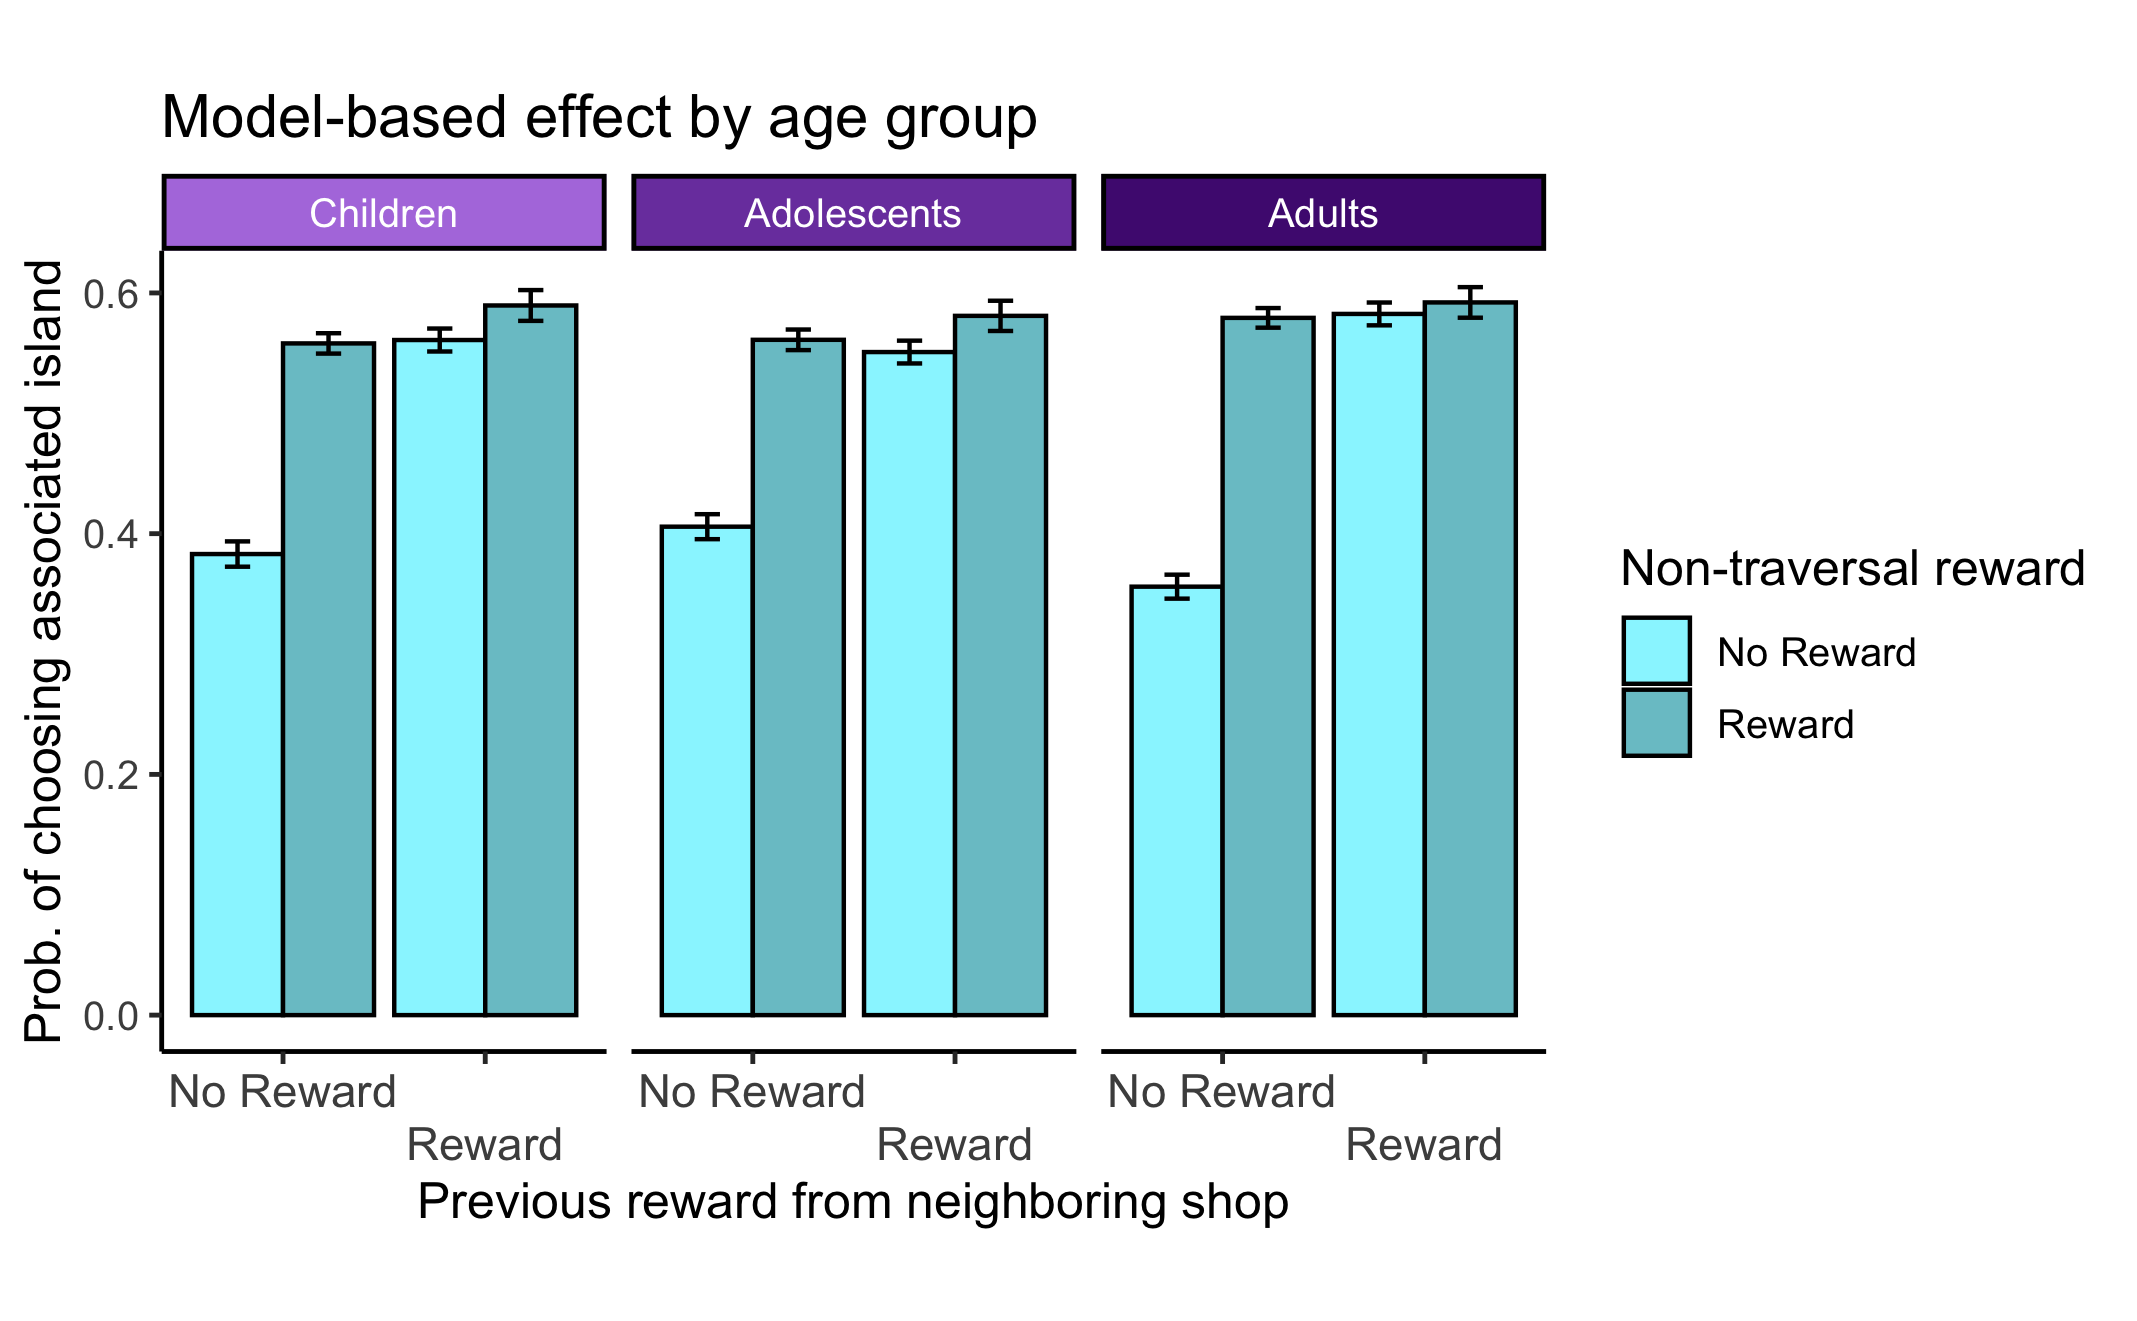 Model-based effect by age group
Children
Adolescents
Adults
Prob. of choosing associated island
0.6
0.4
0.2
0.0
No Reward
Reward
No Reward
Reward
No Reward
Reward
Previous reward from neighboring shop
Non-traversal reward
No Reward
Reward